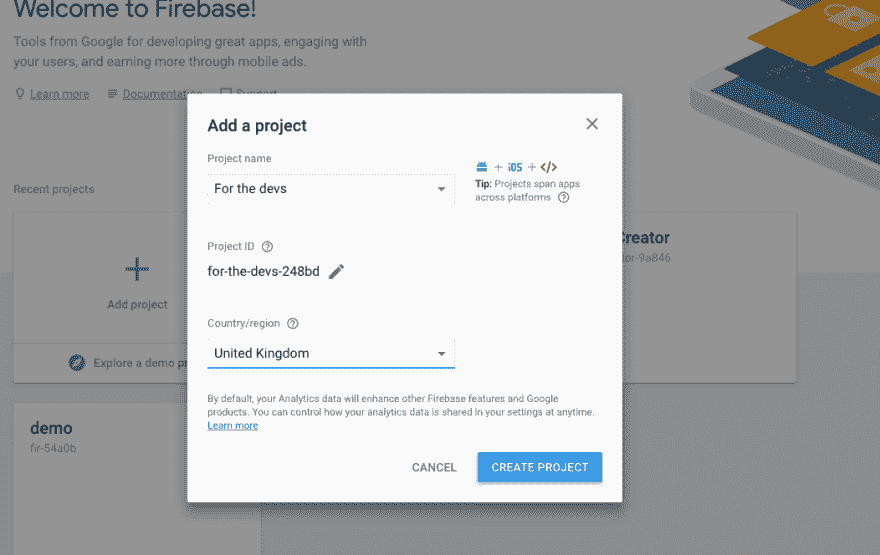 Welcome to Firebase!
Tools from Google for developing great apps, engaging with
your users, and earning more through mobile ads.
Learn more
Documentation
Support
Recent projects
Add project
Explore a demo pr
demo
fir-54a0b
Creator
tor-9a846
Add a project
Project name
For the devs
+ iOS + </>
Tip: Projects span apps
across platforms
Project ID
for-the-devs-248bd
Country/region
United Kingdom
By default, your Analytics data will enhance other Firebase features and Google
products. You can control how your analytics data is shared in your settings at anytime.
Learn more
CANCEL
CREATE PROJECT